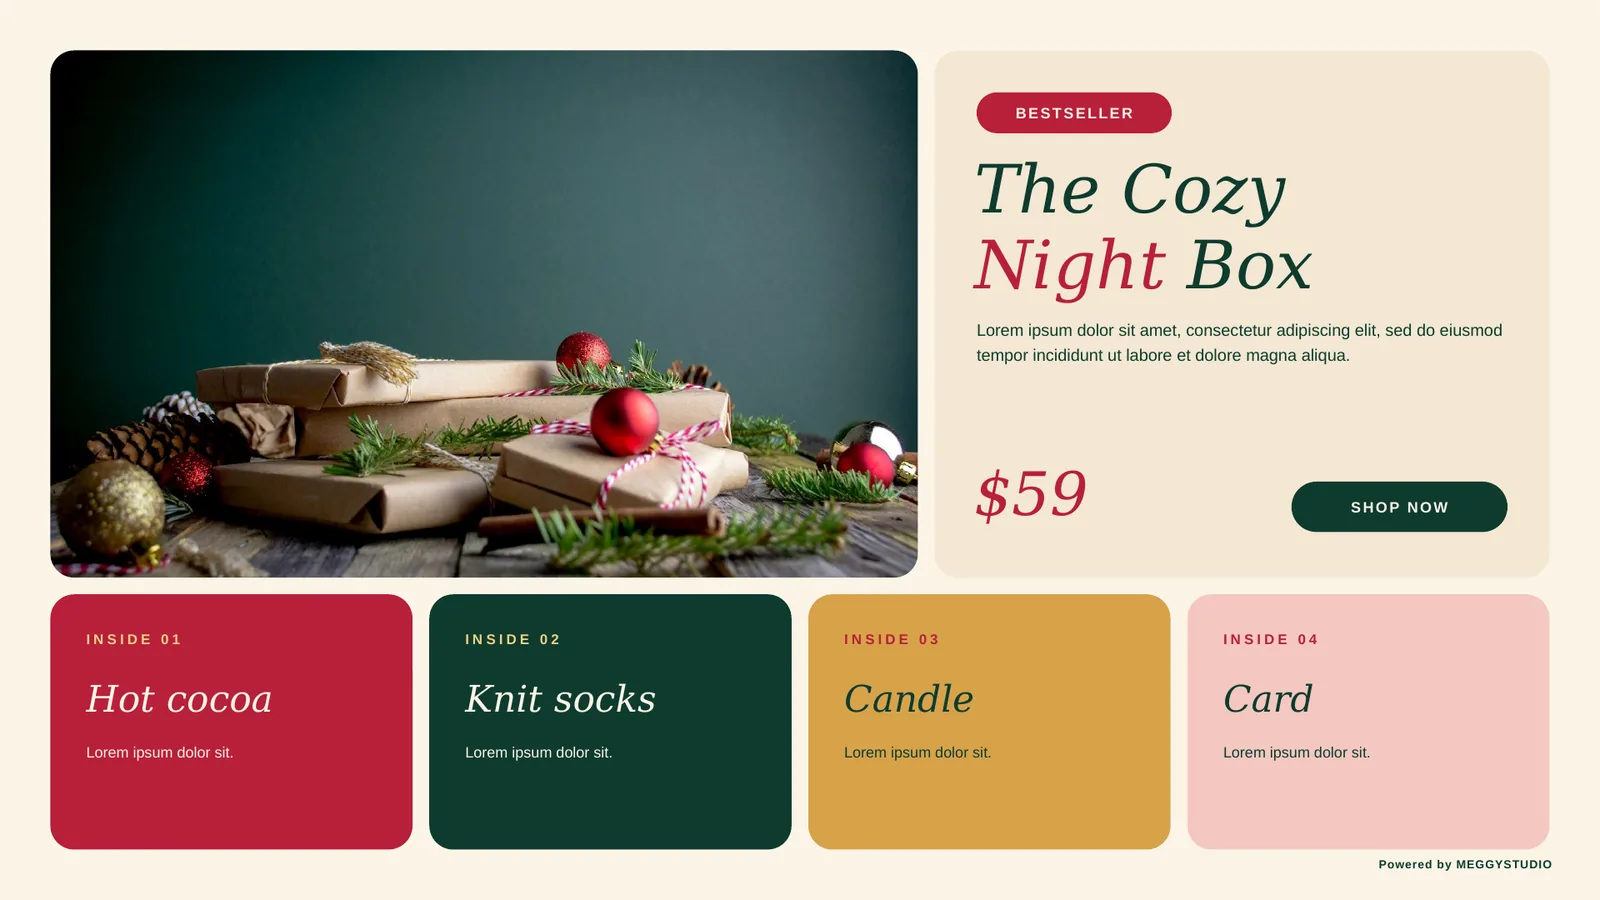 BESTSELLER
The Cozy
Night Box
Lorem ipsum dolor sit amet, consectetur adipiscing elit, sed do eiusmod
tempor incididunt ut labore et dolore magna aliqua.
$59
SHOP NOW
INSIDE 01
Hot cocoa
Lorem ipsum dolor sit.
INSIDE 02
Knit socks
Lorem ipsum dolor sit.
INSIDE 03
Candle
Lorem ipsum dolor sit.
INSIDE 04
Card
Lorem ipsum dolor sit.
Powered by MEGGYSTUDIO